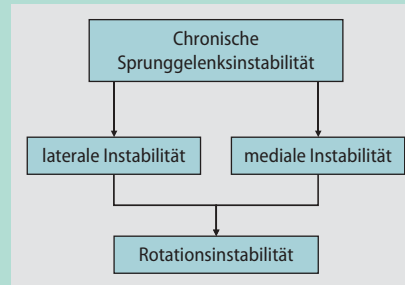 Chronische
Sprunggelenksinstabilität
laterale Instabilität
mediale Instabilität
Rotationsinstabilität